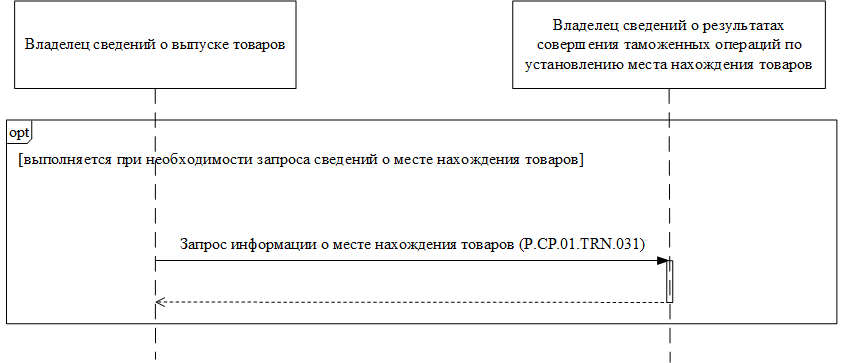 Владелец сведений о выпуске товаров
Владелец сведений о результатах
совершения таможенных операций по
установлению места нахождения товаров
opt
[выполняется при необходимости запроса сведений о месте нахождения товаров]
Запрос информации о месте нахождения товаров (P.CP.01.TRN.031)